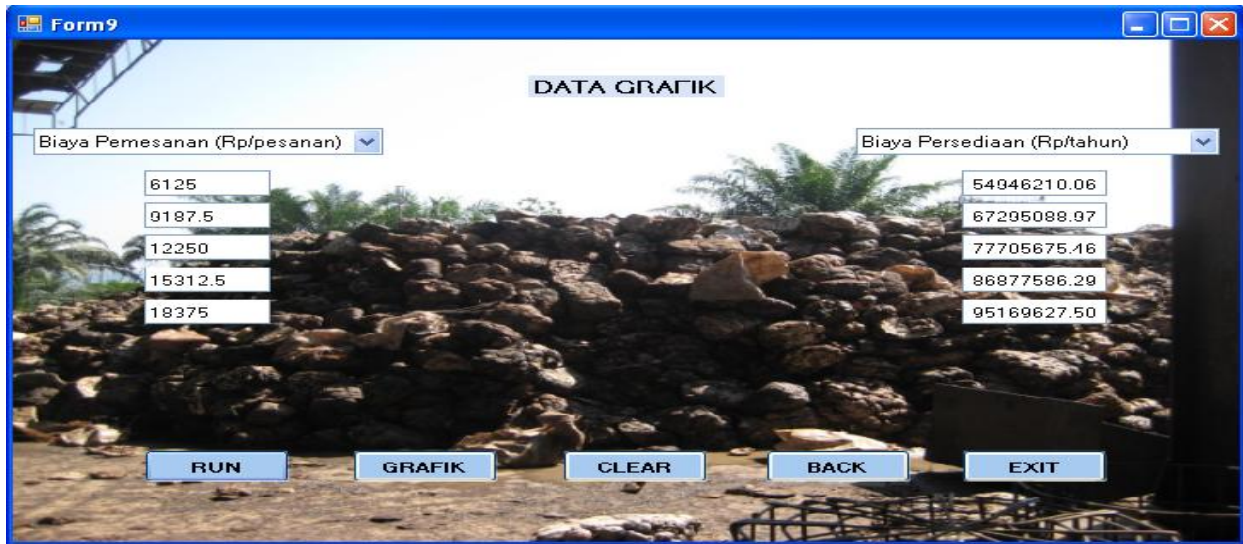 Form9
DATA GRAFIK
Biaya Pemesanan (Rp/pesanan) Biaya Persediaan (Rp/tahun)
6125 54946210.06
9187.5 67295088.97
12250 77705675.46
15312.5 86877586.29
18375 95169627.50
RUN GRAFIK CLEAR BACK EXIT